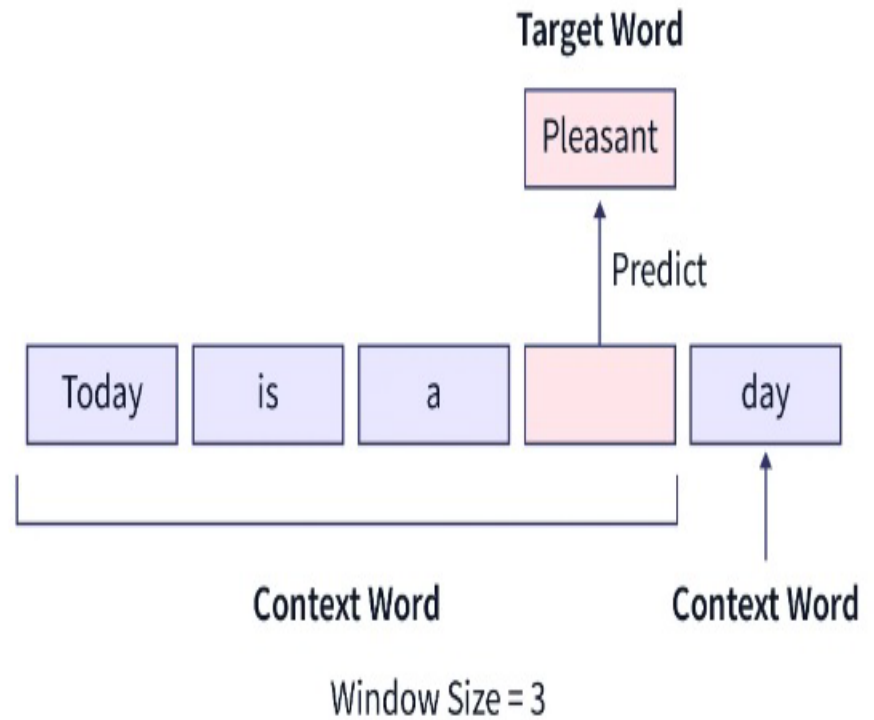 Target Word
Pleasant
Predict
Today is a day
Context Word Context Word
Window Size = 3